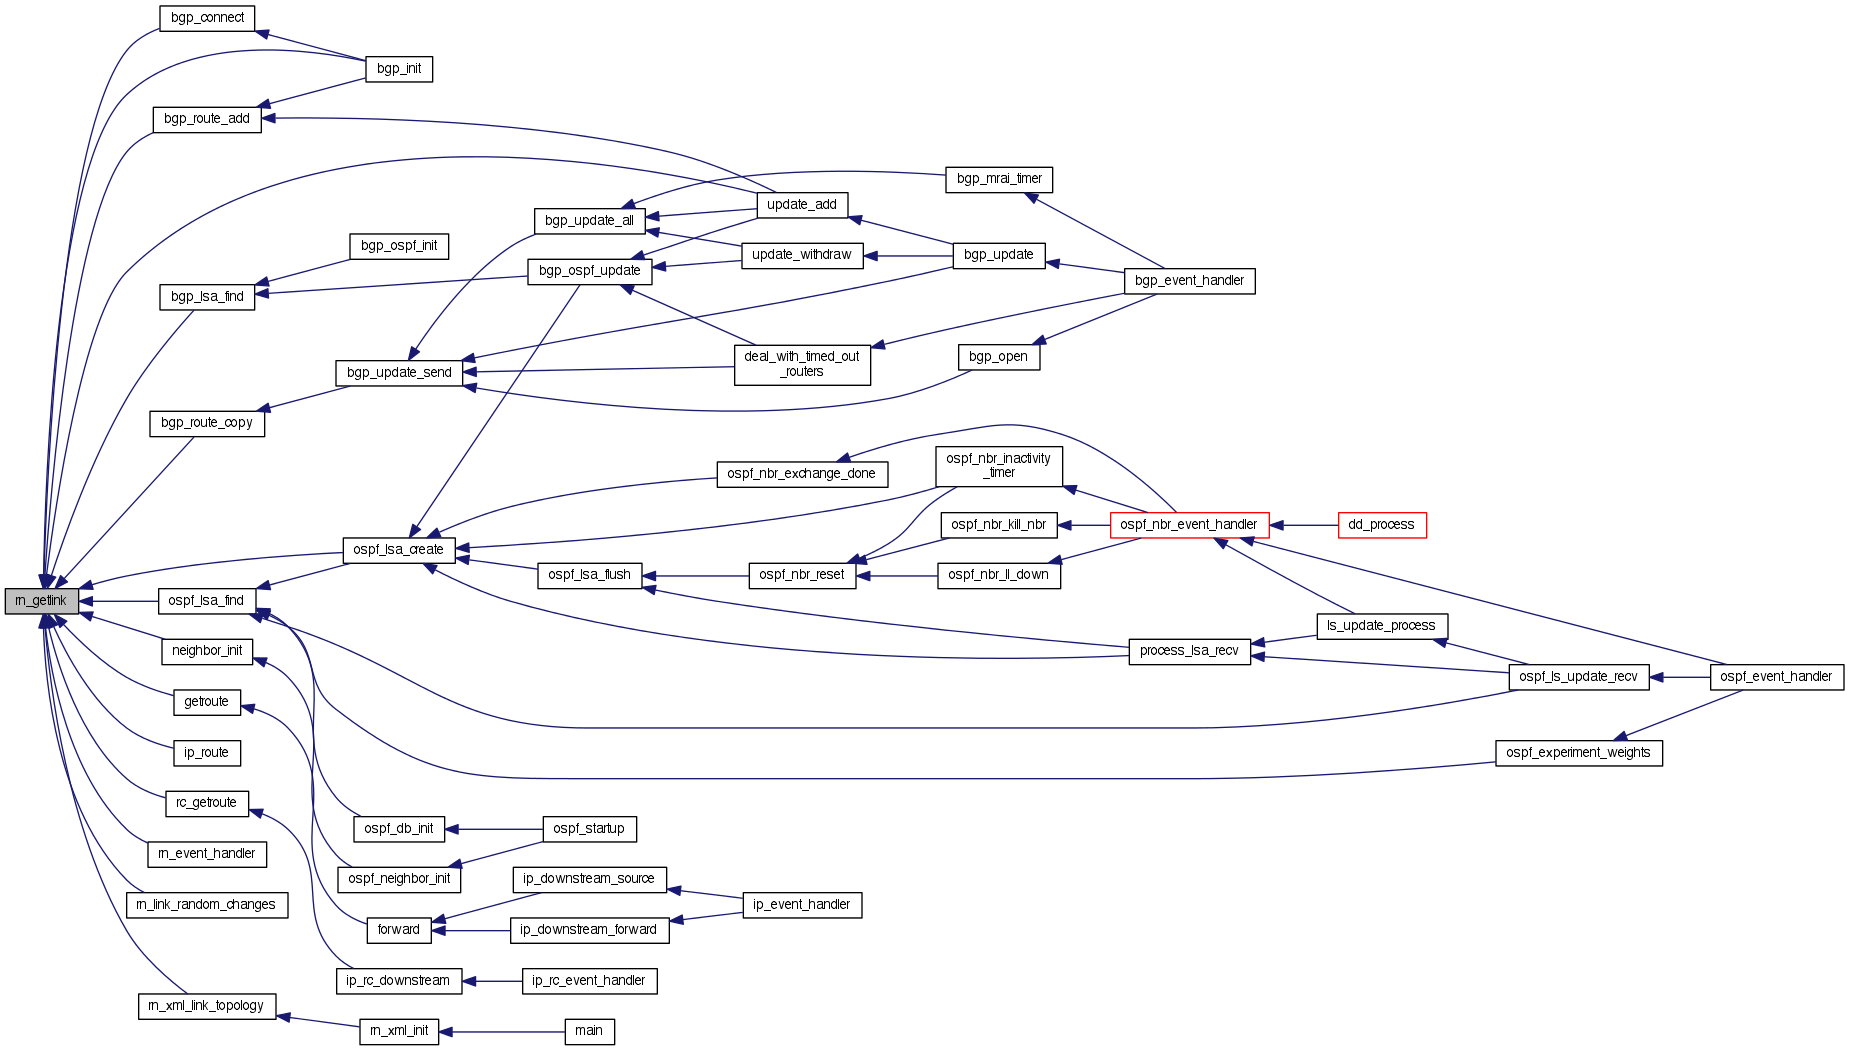 bgp_connect
bgp_init
bgp_route_add
bgp_mrai_timer
update_add
bgp_update_all
bgp_ospf_init
update_withdraw
bgp_update
bgp_ospf_update
bgp_event_handler
bgp_lsa_find
deal_with_timed_out
_routers
bgp_open
bgp_update_send
bgp_route_copy
ospf_nbr_inactivity
_timer
ospf_nbr_exchange_done
ospf_nbr_kill_nbr
ospf_nbr_event_handler
dd_process
ospf_lsa_create
ospf_lsa_flush
ospf_nbr_reset
ospf_nbr_ll_down
rn_getlink
ospf_lsa_find
ls_update_process
neighbor_init
process_lsa_recv
ospf_ls_update_recv
ospf_event_handler
getroute
ip_route
ospf_experiment_weights
rc_getroute
ospf_db_init
ospf_startup
rn_event_handler
ospf_neighbor_init
ip_downstream_source
rn_link_random_changes
ip_event_handler
forward
ip_downstream_forward
ip_rc_downstream
ip_rc_event_handler
rn_xml_link_topology
rn_xml_init
main